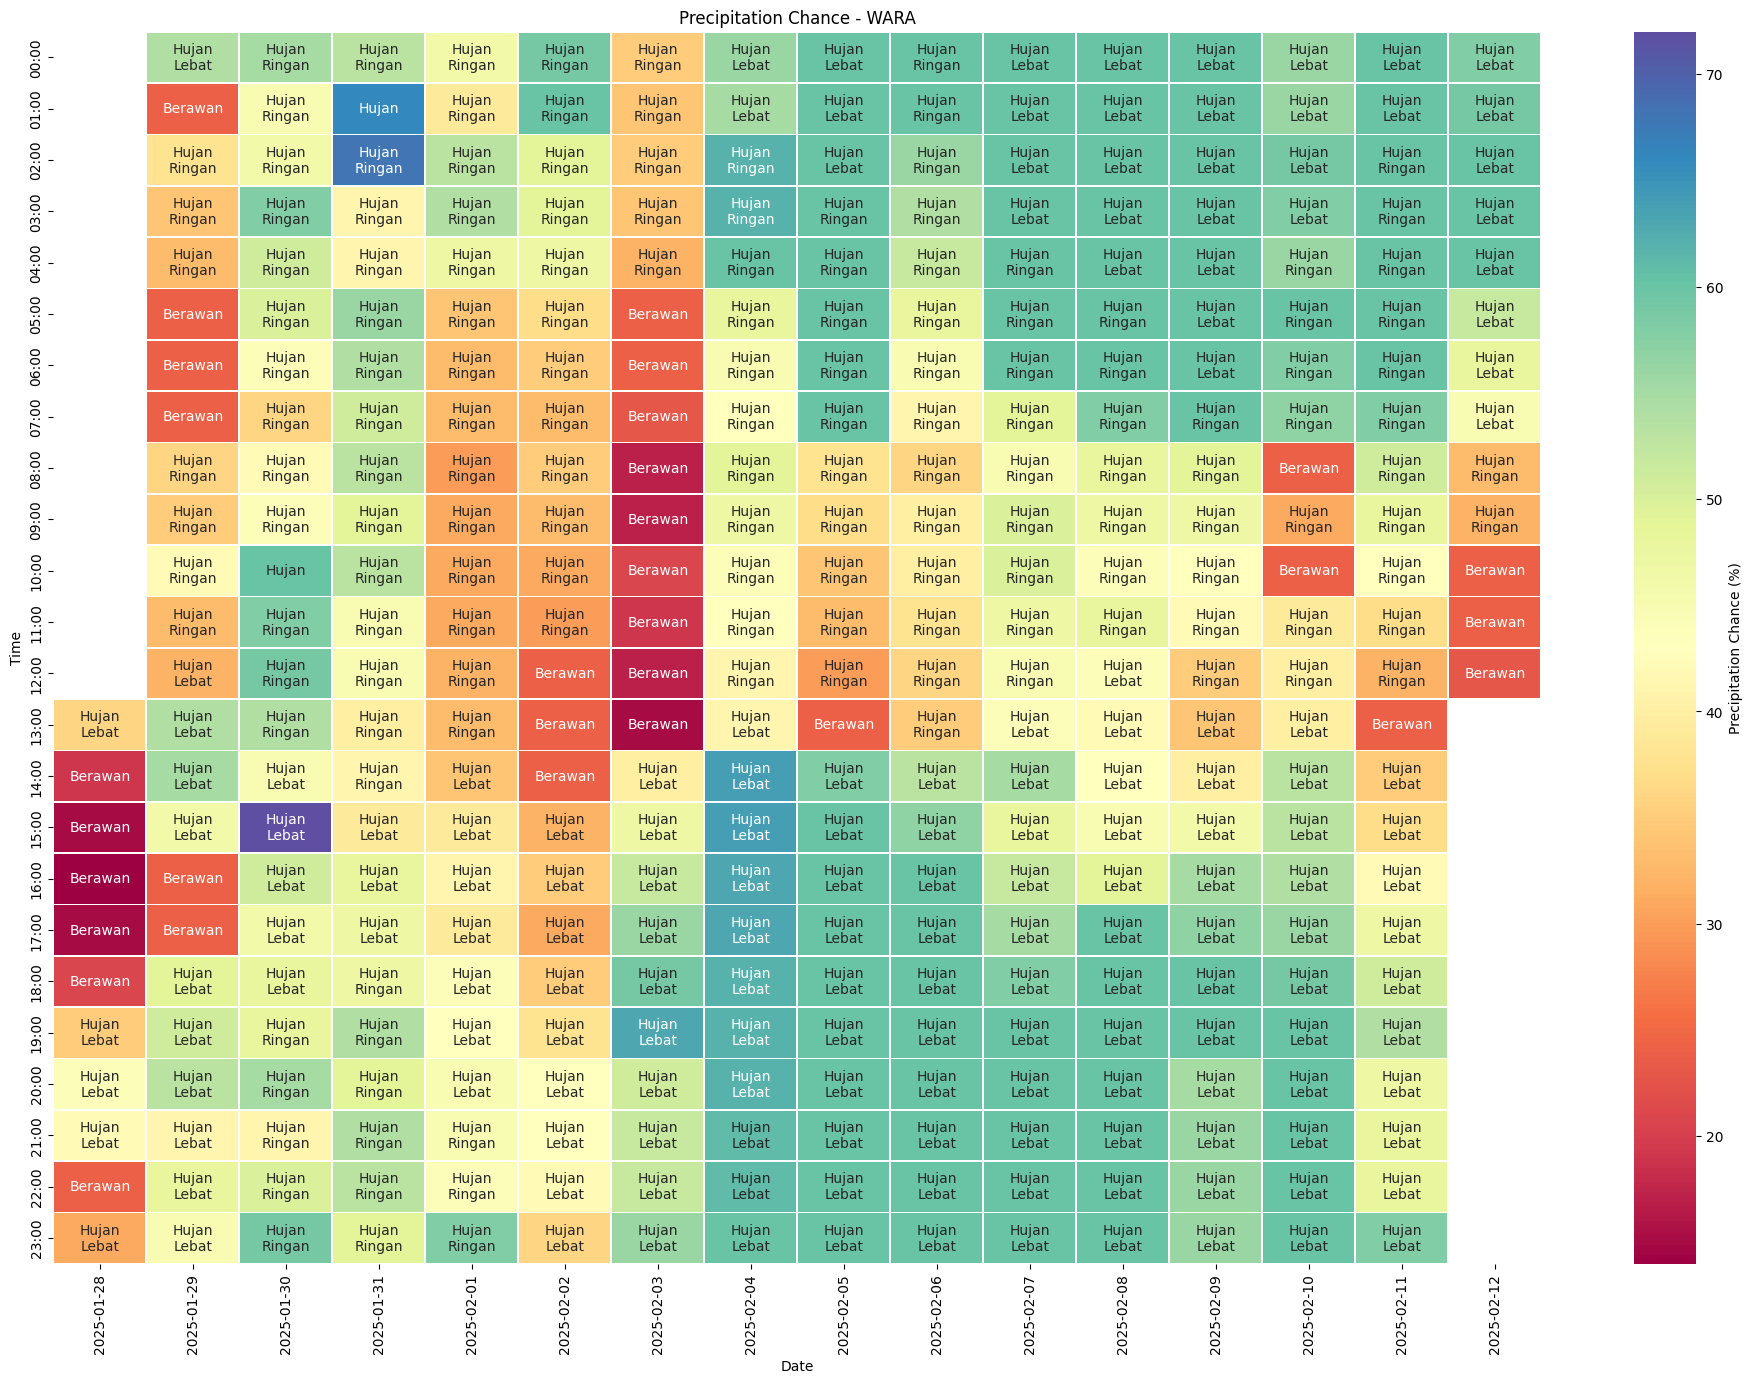 Precipitation Chance - WARA
00:00 Hujan Lebat Hujan Ringan Hujan Ringan Hujan Ringan Hujan Ringan Hujan Ringan Hujan Lebat Hujan Lebat Hujan Ringan Hujan Lebat Hujan Lebat Hujan Lebat Hujan Lebat Hujan Lebat Hujan Lebat
01:00 Berawan Hujan Ringan Hujan Hujan Ringan Hujan Ringan Hujan Ringan Hujan Lebat Hujan Lebat Hujan Ringan Hujan Lebat Hujan Lebat Hujan Lebat Hujan Lebat Hujan Lebat Hujan Lebat
02:00 Hujan Ringan Hujan Ringan Hujan Ringan Hujan Ringan Hujan Ringan Hujan Ringan Hujan Ringan Hujan Lebat Hujan Ringan Hujan Lebat Hujan Lebat Hujan Lebat Hujan Lebat Hujan Ringan Hujan Lebat
03:00 Hujan Ringan Hujan Ringan Hujan Ringan Hujan Ringan Hujan Ringan Hujan Ringan Hujan Ringan Hujan Ringan Hujan Ringan Hujan Lebat Hujan Lebat Hujan Lebat Hujan Lebat Hujan Ringan Hujan Lebat
04:00 Hujan Ringan Hujan Ringan Hujan Ringan Hujan Ringan Hujan Ringan Hujan Ringan Hujan Ringan Hujan Ringan Hujan Ringan Hujan Ringan Hujan Lebat Hujan Lebat Hujan Ringan Hujan Ringan Hujan Lebat
05:00 Berawan Hujan Ringan Hujan Ringan Hujan Ringan Hujan Ringan Berawan Hujan Ringan Hujan Ringan Hujan Ringan Hujan Ringan Hujan Ringan Hujan Lebat Hujan Ringan Hujan Ringan Hujan Lebat
06:00 Berawan Hujan Ringan Hujan Ringan Hujan Ringan Hujan Ringan Berawan Hujan Ringan Hujan Ringan Hujan Ringan Hujan Ringan Hujan Ringan Hujan Lebat Hujan Ringan Hujan Ringan Hujan Lebat
07:00 Berawan Hujan Ringan Hujan Ringan Hujan Ringan Hujan Ringan Berawan Hujan Ringan Hujan Ringan Hujan Ringan Hujan Ringan Hujan Ringan Hujan Ringan Hujan Ringan Hujan Ringan Hujan Lebat
08:00 Hujan Ringan Hujan Ringan Hujan Ringan Hujan Ringan Hujan Ringan Berawan Hujan Ringan Hujan Ringan Hujan Ringan Hujan Ringan Hujan Ringan Hujan Ringan Berawan Hujan Ringan Hujan Ringan
09:00 Hujan Ringan Hujan Ringan Hujan Ringan Hujan Ringan Hujan Ringan Berawan Hujan Ringan Hujan Ringan Hujan Ringan Hujan Ringan Hujan Ringan Hujan Ringan Hujan Ringan Hujan Ringan Hujan Ringan
10:00 Hujan Ringan Hujan Hujan Ringan Hujan Ringan Hujan Ringan Berawan Hujan Ringan Hujan Ringan Hujan Ringan Hujan Ringan Hujan Ringan Hujan Ringan Berawan Hujan Ringan Berawan
11:00 Hujan Ringan Hujan Ringan Hujan Ringan Hujan Ringan Hujan Ringan Berawan Hujan Ringan Hujan Ringan Hujan Ringan Hujan Ringan Hujan Ringan Hujan Ringan Hujan Ringan Hujan Ringan Berawan
12:00 Hujan Lebat Hujan Ringan Hujan Ringan Hujan Ringan Berawan Berawan Hujan Ringan Hujan Ringan Hujan Ringan Hujan Ringan Hujan Lebat Hujan Ringan Hujan Ringan Hujan Ringan Berawan
13:00 Hujan Lebat Hujan Lebat Hujan Ringan Hujan Ringan Hujan Ringan Berawan Berawan Hujan Lebat Berawan Hujan Ringan Hujan Lebat Hujan Lebat Hujan Lebat Hujan Lebat Berawan
14:00 Berawan Hujan Lebat Hujan Lebat Hujan Ringan Hujan Lebat Berawan Hujan Lebat Hujan Lebat Hujan Lebat Hujan Lebat Hujan Lebat Hujan Lebat Hujan Lebat Hujan Lebat Hujan Lebat
15:00 Berawan Hujan Lebat Hujan Lebat Hujan Lebat Hujan Lebat Hujan Lebat Hujan Lebat Hujan Lebat Hujan Lebat Hujan Lebat Hujan Lebat Hujan Lebat Hujan Lebat Hujan Lebat Hujan Lebat
16:00 Berawan Berawan Hujan Lebat Hujan Lebat Hujan Lebat Hujan Lebat Hujan Lebat Hujan Lebat Hujan Lebat Hujan Lebat Hujan Lebat Hujan Lebat Hujan Lebat Hujan Lebat Hujan Lebat
17:00 Berawan Berawan Hujan Lebat Hujan Lebat Hujan Lebat Hujan Lebat Hujan Lebat Hujan Lebat Hujan Lebat Hujan Lebat Hujan Lebat Hujan Lebat Hujan Lebat Hujan Lebat Hujan Lebat
18:00 Berawan Hujan Lebat Hujan Lebat Hujan Ringan Hujan Lebat Hujan Lebat Hujan Lebat Hujan Lebat Hujan Lebat Hujan Lebat Hujan Lebat Hujan Lebat Hujan Lebat Hujan Lebat Hujan Lebat
19:00 Hujan Lebat Hujan Lebat Hujan Ringan Hujan Ringan Hujan Lebat Hujan Lebat Hujan Lebat Hujan Lebat Hujan Lebat Hujan Lebat Hujan Lebat Hujan Lebat Hujan Lebat Hujan Lebat Hujan Lebat
20:00 Hujan Lebat Hujan Lebat Hujan Ringan Hujan Ringan Hujan Lebat Hujan Lebat Hujan Lebat Hujan Lebat Hujan Lebat Hujan Lebat Hujan Lebat Hujan Lebat Hujan Lebat Hujan Lebat Hujan Lebat
21:00 Hujan Lebat Hujan Lebat Hujan Ringan Hujan Ringan Hujan Ringan Hujan Lebat Hujan Lebat Hujan Lebat Hujan Lebat Hujan Lebat Hujan Lebat Hujan Lebat Hujan Lebat Hujan Lebat Hujan Lebat
22:00 Berawan Hujan Lebat Hujan Ringan Hujan Ringan Hujan Ringan Hujan Lebat Hujan Lebat Hujan Lebat Hujan Lebat Hujan Lebat Hujan Lebat Hujan Lebat Hujan Lebat Hujan Lebat Hujan Lebat
23:00 Hujan Lebat Hujan Lebat Hujan Ringan Hujan Ringan Hujan Ringan Hujan Lebat Hujan Lebat Hujan Lebat Hujan Lebat Hujan Lebat Hujan Lebat Hujan Lebat Hujan Lebat Hujan Lebat Hujan Lebat
Time
2025-01-28 2025-01-29 2025-01-30 2025-01-31 2025-02-01 2025-02-02 2025-02-03 2025-02-04 2025-02-05 2025-02-06 2025-02-07 2025-02-08 2025-02-09 2025-02-10 2025-02-11 2025-02-12
Date
70
60
50
40
30
20
Precipitation Chance (%)